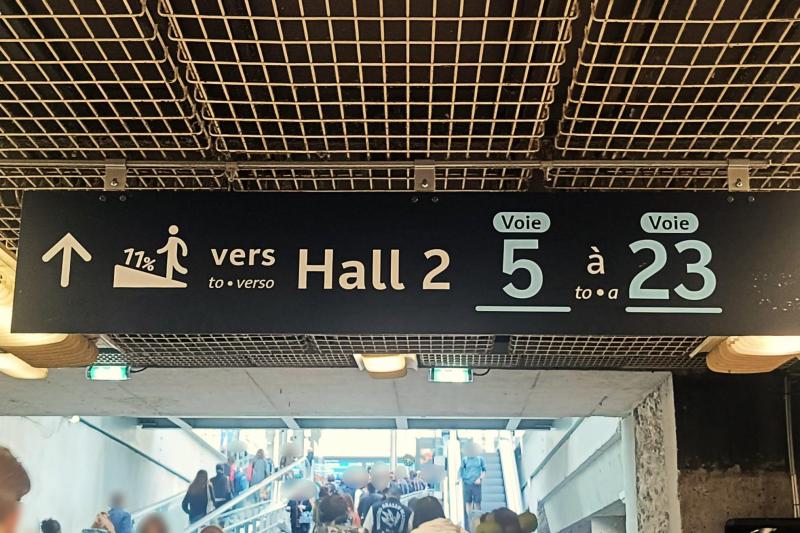 11% vers Hall 2 Voie 5 à Voie 23
to • verso to • a